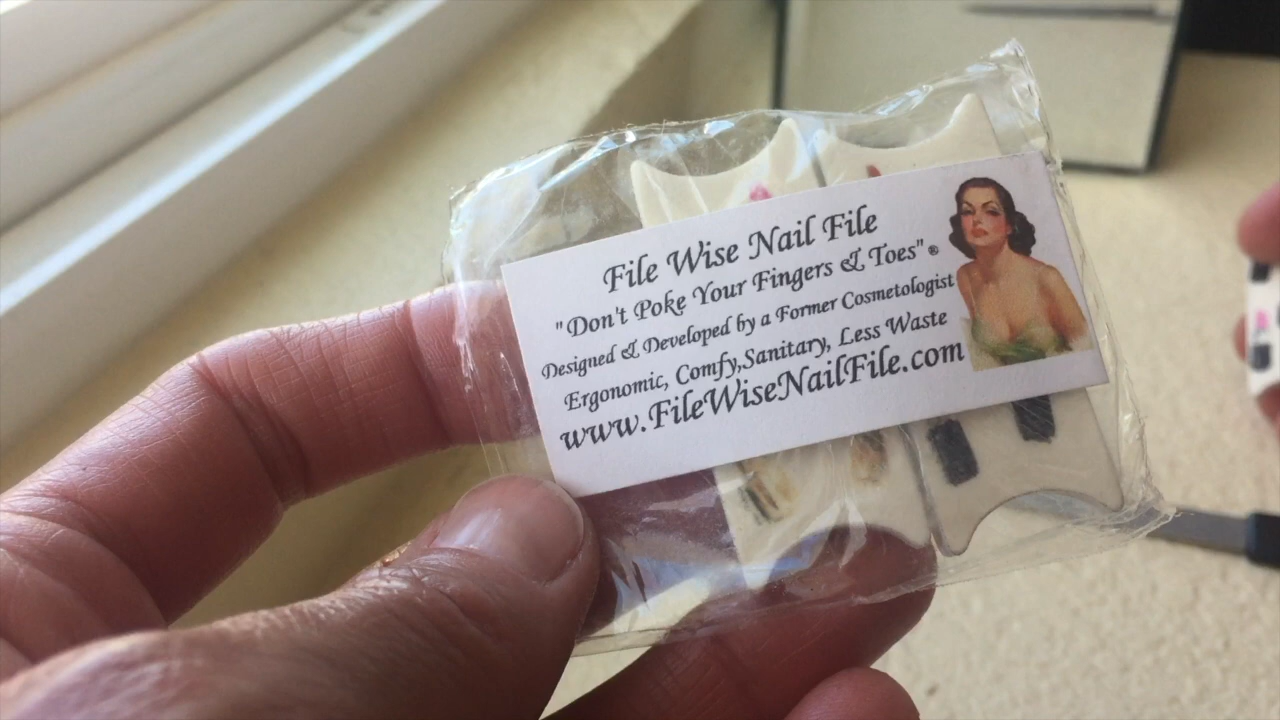 File Wise Nail File
"Don't Poke Your Fingers & Toes"®
Designed & Developed by a Former Cosmetologist
Ergonomic, Comfy,Sanitary, Less Waste
www.FileWiseNailFile.com